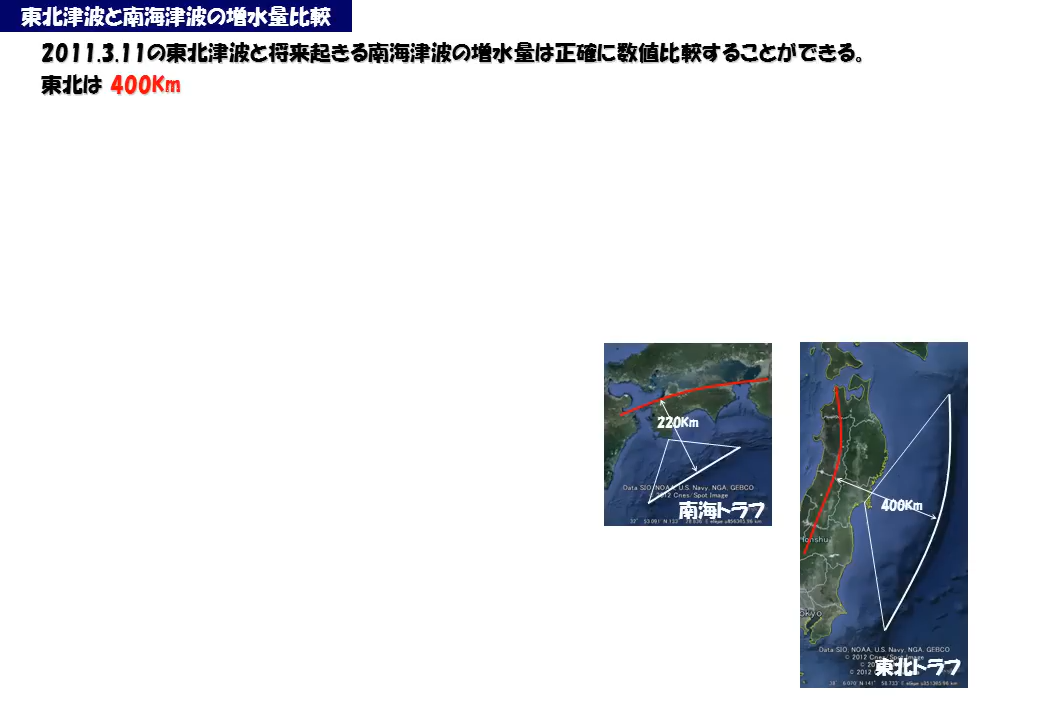 東北津波と南海津波の増水量比較
2011.3.11の東北津波と将来起きる南海津波の増水量は正確に数値比較することができる。
東北は 400Km
220Km
Data SIO, NOAA, U.S. Navy, NGA, GEBCO
© 2012 Cnes/Spot Image
南海トラフ
400Km
Honshu
Tokyo
Data SIO, NOAA, U.S. Navy, NGA, GEBCO
© 2012 Cnes/Spot Image
© 20
© 2012
東北トラフ